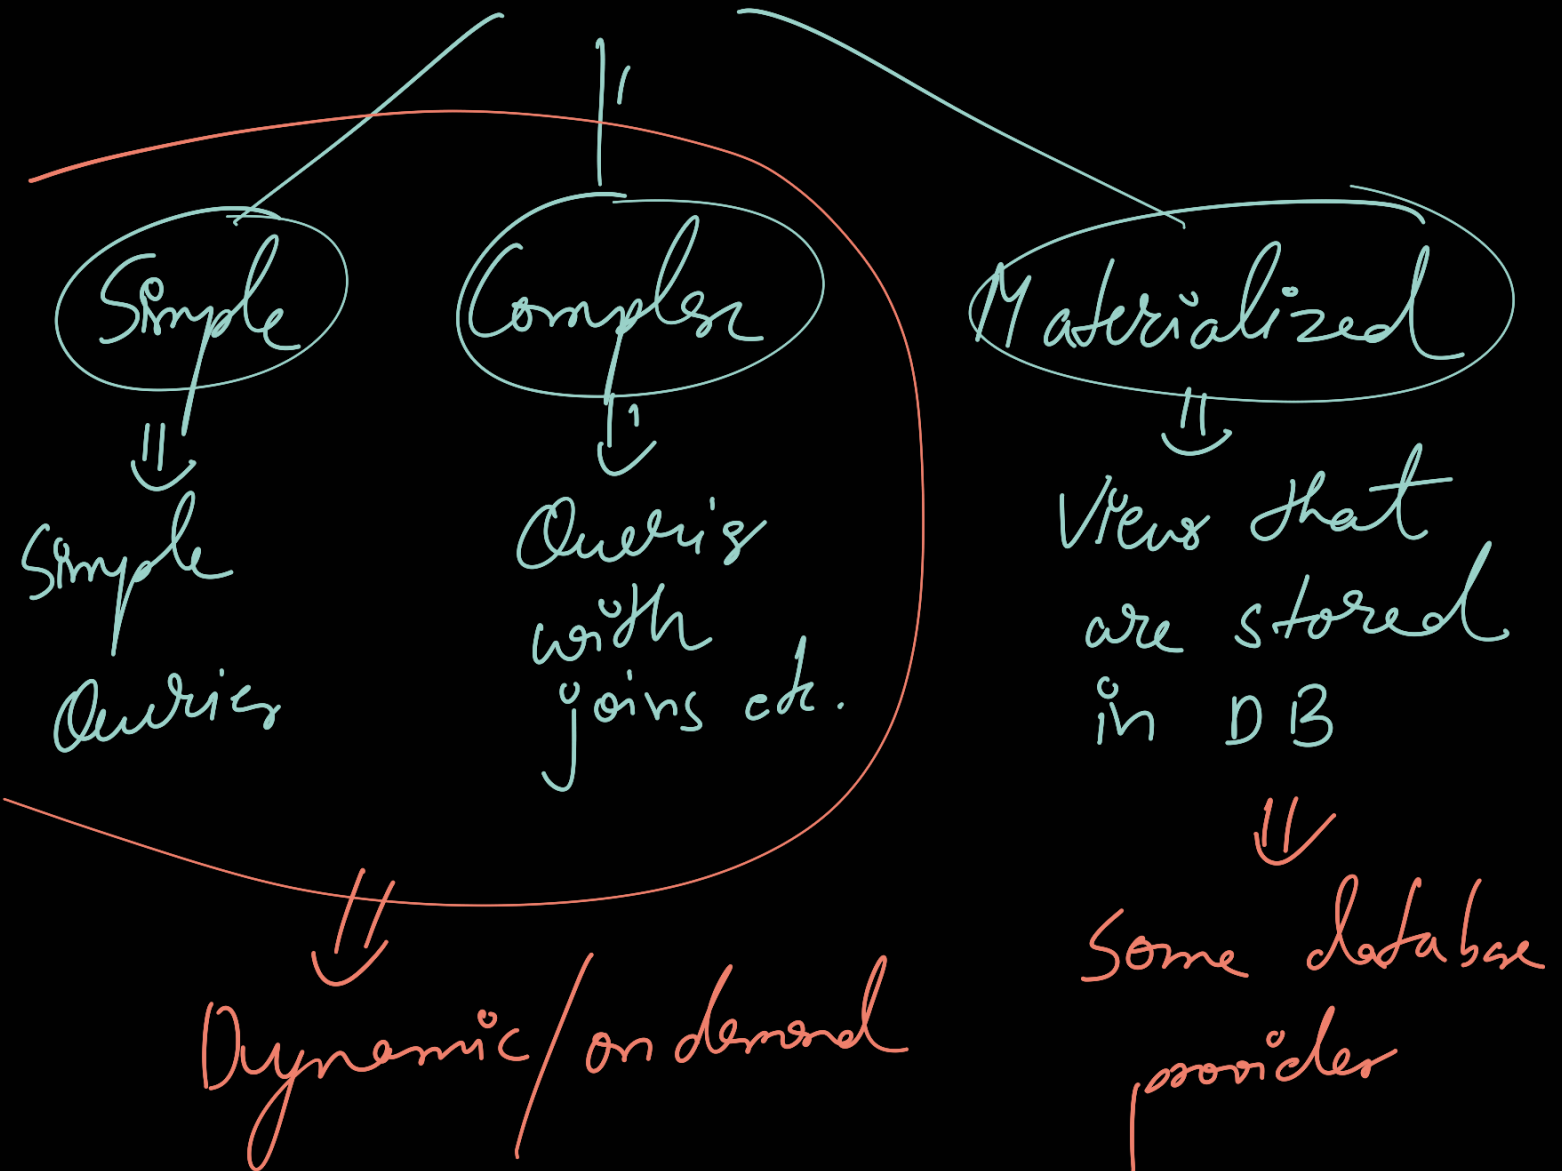 Simple
Complex
Materialized
Simple
Queries
Queris
with
joins etc.
Views that
are stored
in DB
Dynamic/on demand
Some database
provider